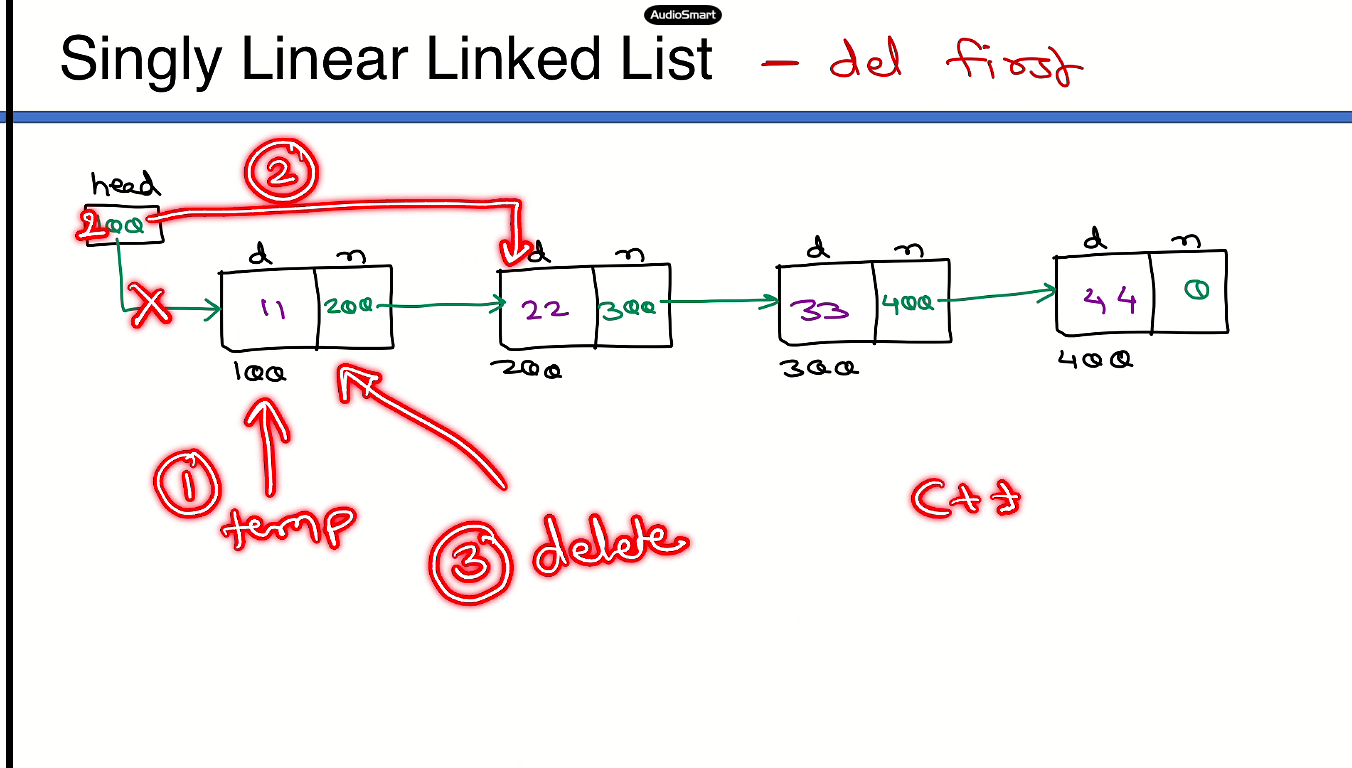 AudioSmart
Singly Linear Linked List - del first
2
head
200
d n d n d n d n
11 200 22 300 33 400 44 0
100 200 300 400
1
temp
3 delete
C++